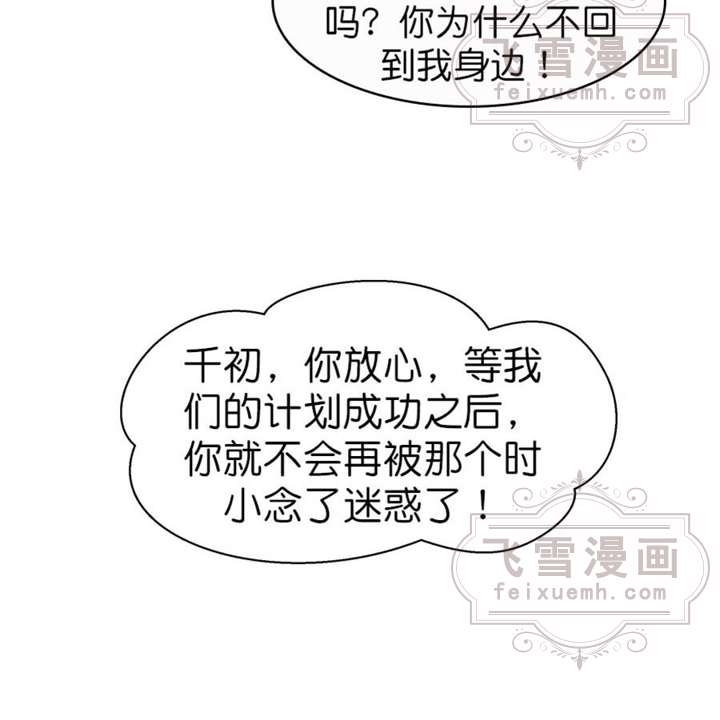 吗？你为什么不回
到我身边！
飞雪漫画
feixuemh.com
千初，你放心，等我
们的计划成功之后，
你就不会再被那个时
小念了迷惑了！
飞雪漫画
feixuemh.com